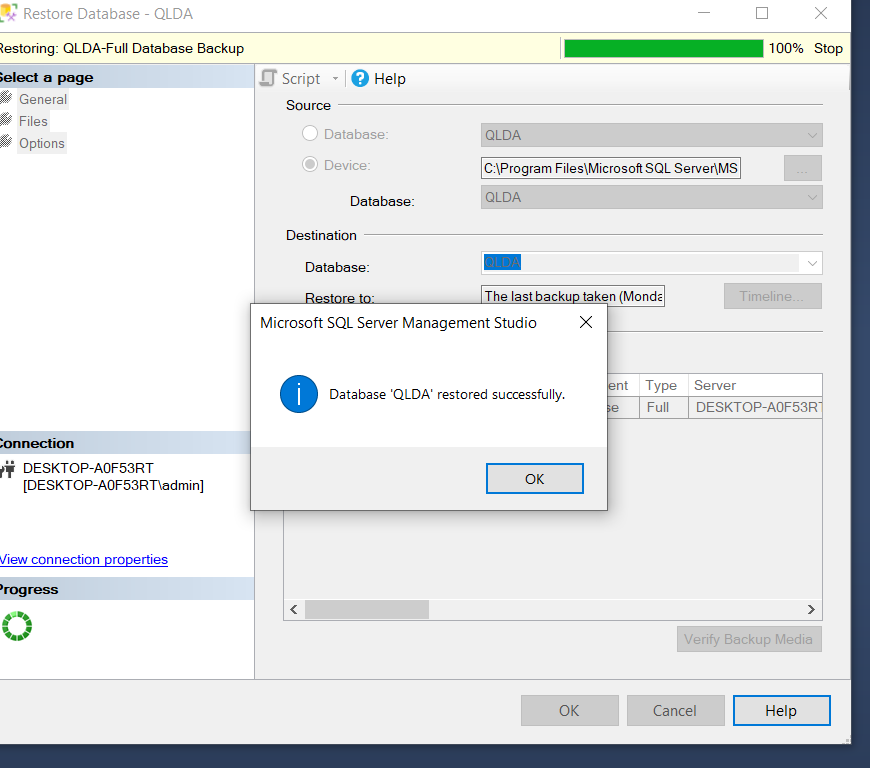 Restore Database - QLDA
Restoring: QLDA-Full Database Backup
100% Stop
Select a page
General
Files
Options
Script
Help
Source
Database:
QLDA
Device:
C:\Program Files\Microsoft SQL Server\MS
...
Database:
QLDA
Destination
Database:
QLDA
Restore to:
The last backup taken (Monda
Timeline...
Microsoft SQL Server Management Studio
Database 'QLDA' restored successfully.
OK
ent Type Server
se Full DESKTOP-A0F53RT
Connection
DESKTOP-A0F53RT
[DESKTOP-A0F53RT\admin]
View connection properties
Progress
Verify Backup Media
OK
Cancel
Help